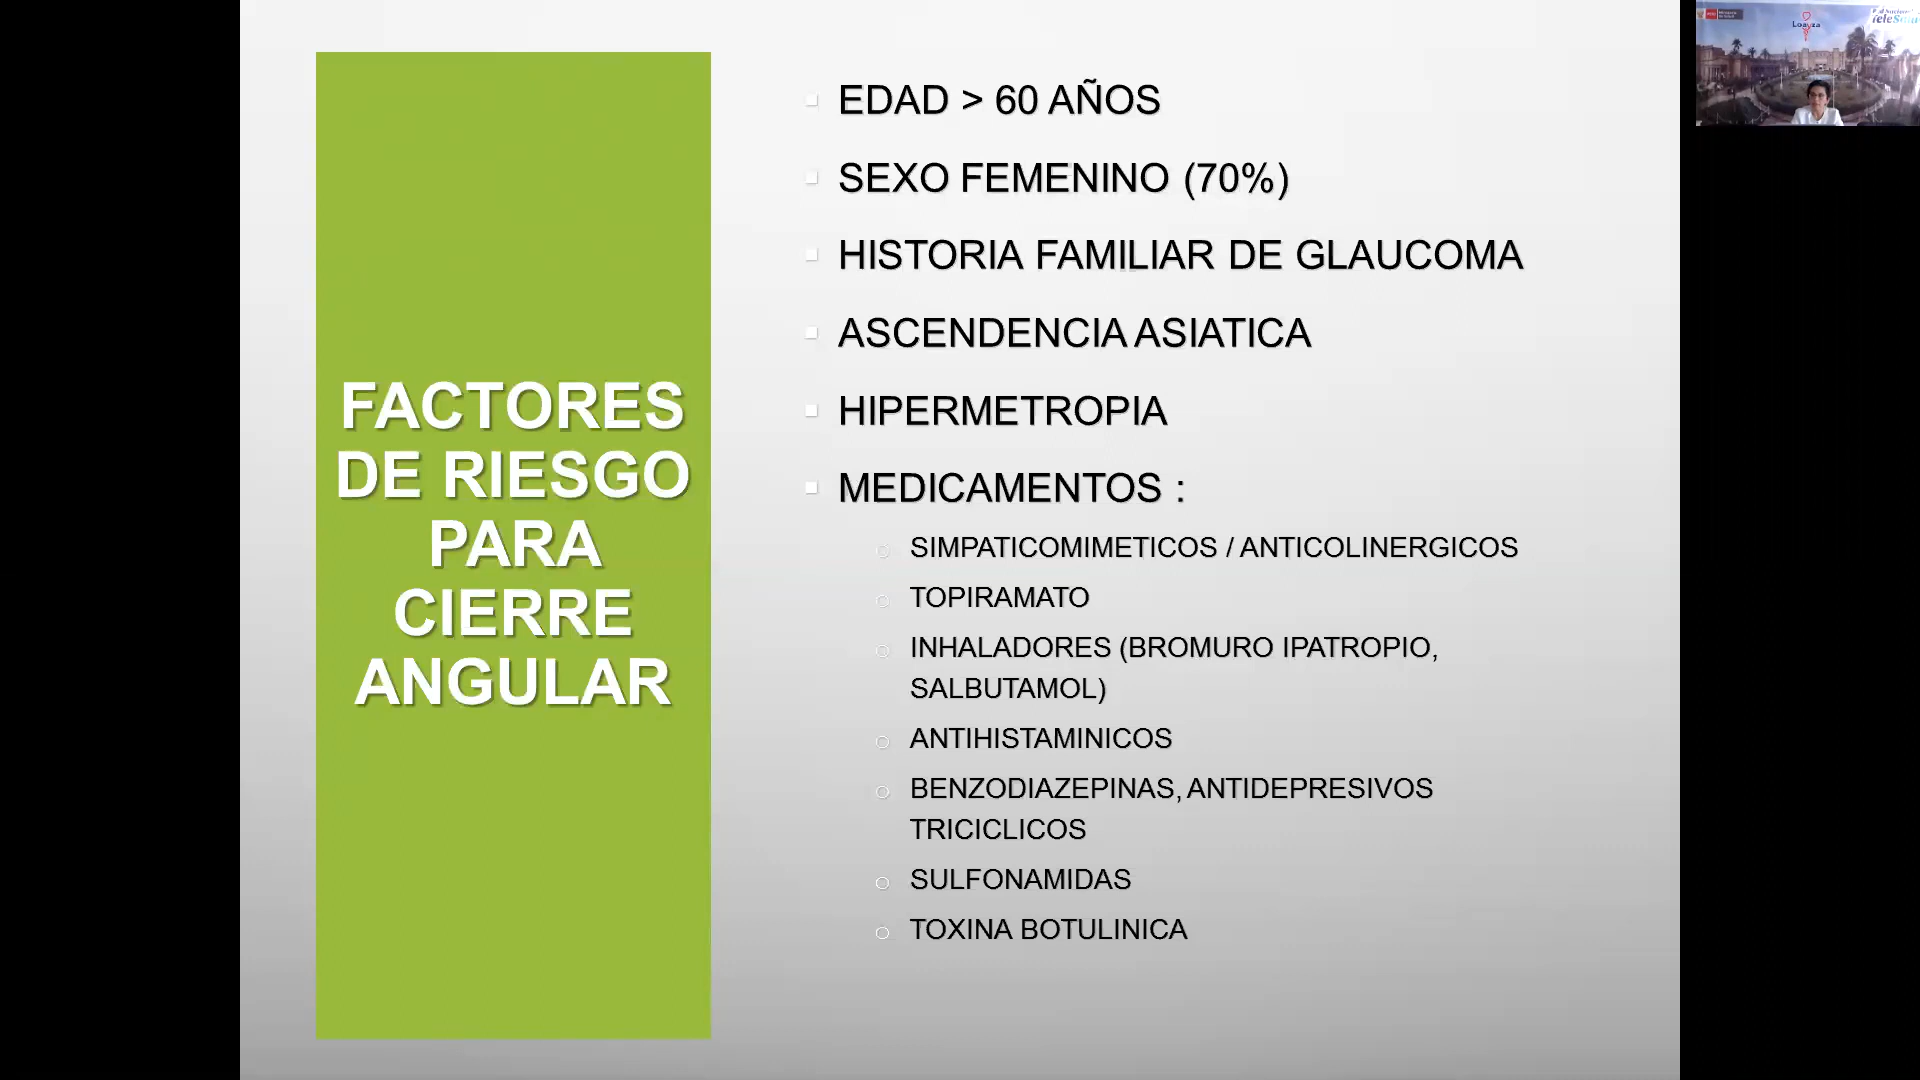 FACTORES
DE RIESGO
PARA
CIERRE
ANGULAR
EDAD > 60 AÑOS
SEXO FEMENINO (70%)
HISTORIA FAMILIAR DE GLAUCOMA
ASCENDENCIA ASIATICA
HIPERMETROPIA
MEDICAMENTOS :
SIMPATICOMIMETICOS / ANTICOLINERGICOS
TOPIRAMATO
INHALADORES (BROMURO IPATROPIO,
SALBUTAMOL)
ANTIHISTAMINICOS
BENZODIAZEPINAS, ANTIDEPRESIVOS
TRICICLICOS
SULFONAMIDAS
TOXINA BOTULINICA
Loayza